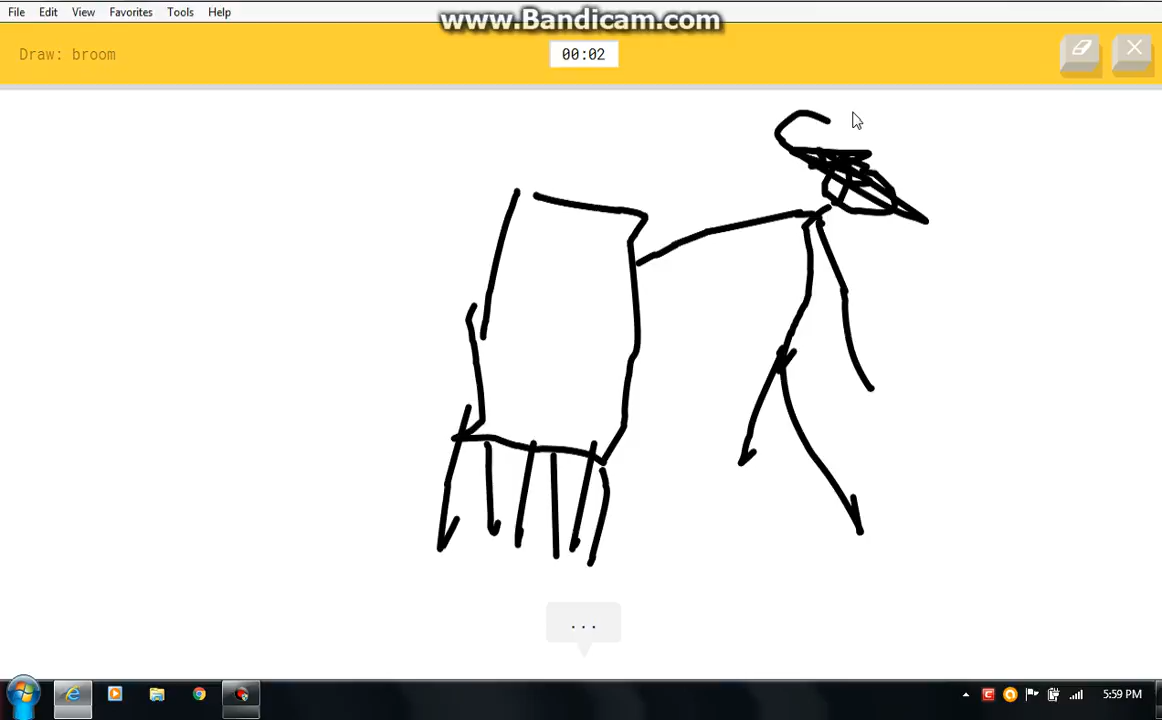 File Edit View Favorites Tools Help
www.Bandicam.com
Draw: broom
00:02
...
5:59 PM